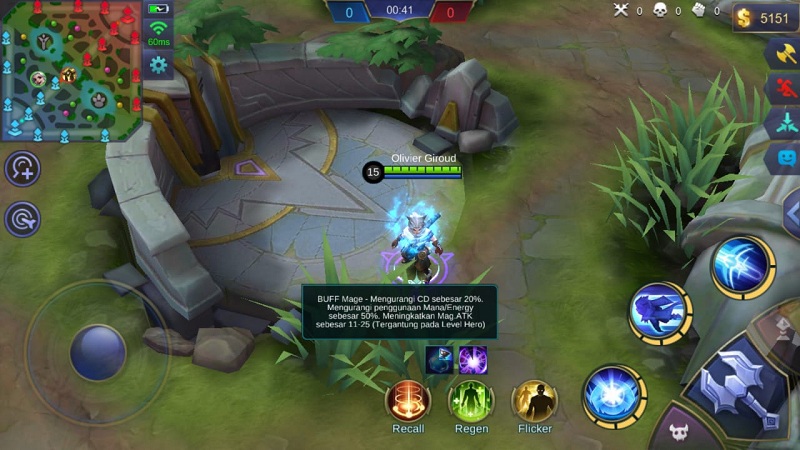 0
00:41
0
0
0
0
5151
60ms
Olivier Giroud
15
BUFF Mage - Mengurangi CD sebesar 20%.
Mengurangi penggunaan Mana/Energy
sebesar 50%. Meningkatkan Mag.ATK
sebesar 11-25 (Tergantung pada Level Hero)
Recall
Regen
Flicker